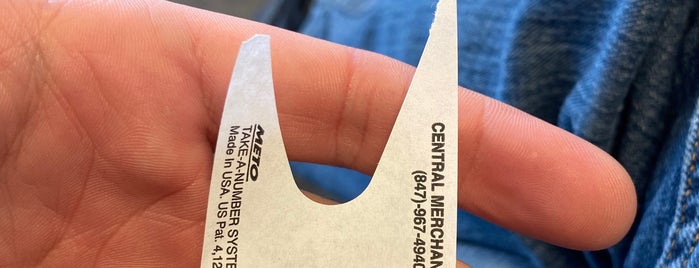 METO
TAKE-A-NUMBER SYSTE
Made In USA. US Pat. 4,12
CENTRAL MERCHAN
(847)-967-4940